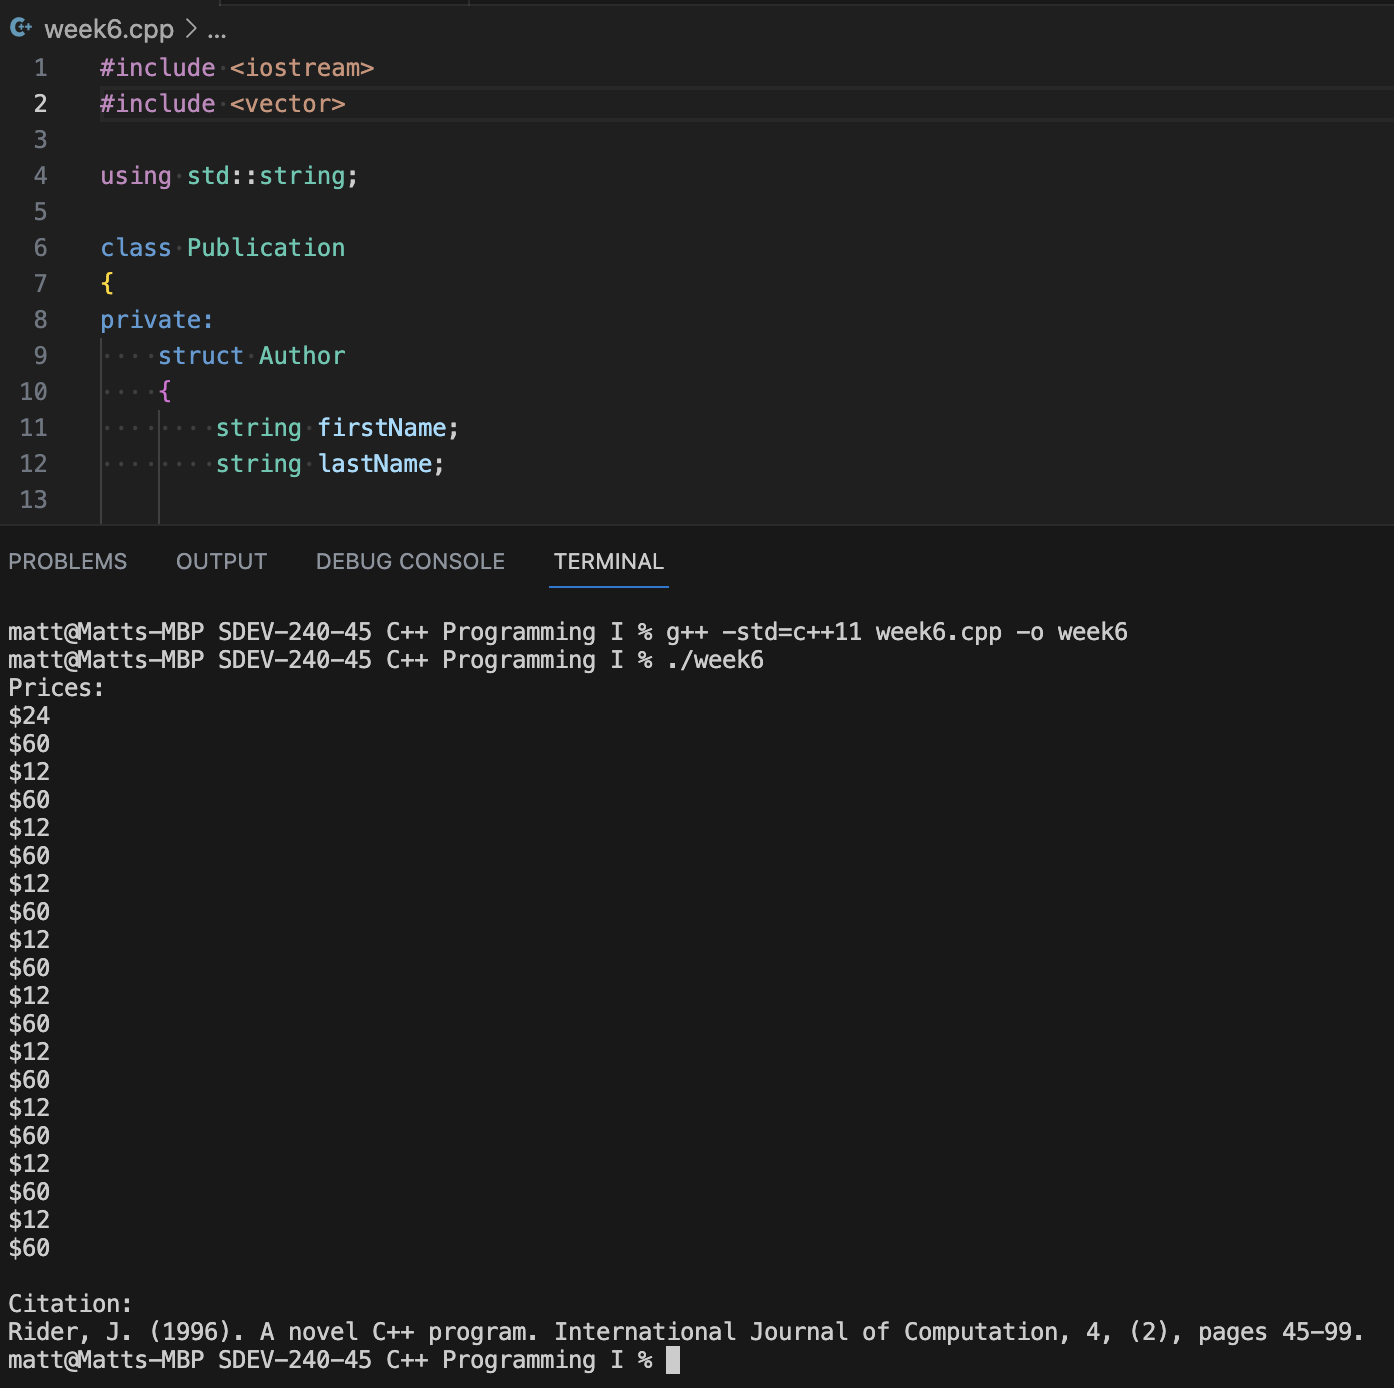 week6.cpp > ...
1 #include <iostream>
2 #include <vector>
3
4 using std::string;
5
6 class Publication
7 {
8 private:
9 struct Author
10 {
11 string firstName;
12 string lastName;
13
PROBLEMS OUTPUT DEBUG CONSOLE TERMINAL
matt@Matts-MBP SDEV-240-45 C++ Programming I % g++ -std=c++11 week6.cpp -o week6
matt@Matts-MBP SDEV-240-45 C++ Programming I % ./week6
Prices:
$24
$60
$12
$60
$12
$60
$12
$60
$12
$60
$12
$60
$12
$60
$12
$60
$12
$60
$12
$60
Citation:
Rider, J. (1996). A novel C++ program. International Journal of Computation, 4, (2), pages 45-99.
matt@Matts-MBP SDEV-240-45 C++ Programming I %